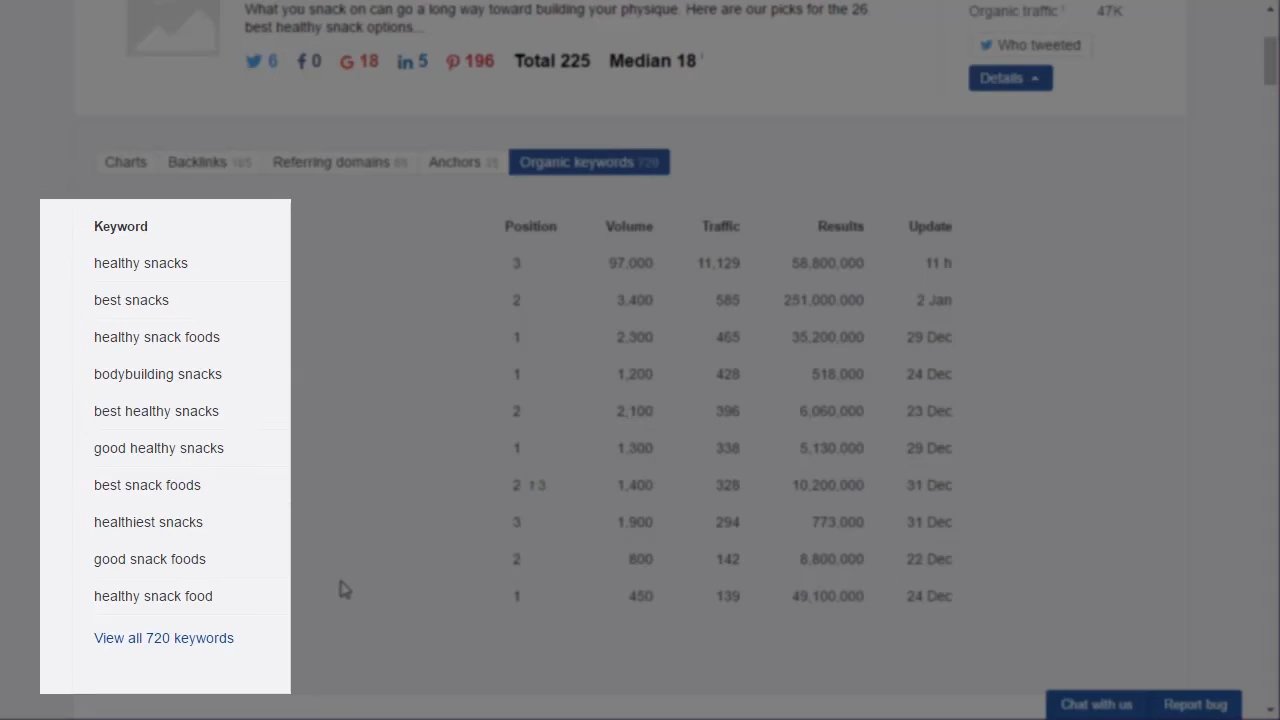 What you snack on can go a long way toward building your physique. Here are our picks for the 26
best healthy snack options...
6 0 18 5 196 Total 225 Median 18
Organic traffic 47K
Who tweeted
Details
Charts Backlinks Referring domains Anchors Organic keywords 720
Keyword Position Volume Traffic Results Update
healthy snacks 3 97,000 11,129 58,800,000 11 h
best snacks 2 3,400 585 251,000,000 2 Jan
healthy snack foods 1 2,300 465 35,200,000 29 Dec
bodybuilding snacks 1 1,200 428 518,000 24 Dec
best healthy snacks 2 2,100 396 6,060,000 23 Dec
good healthy snacks 1 1,300 338 5,130,000 29 Dec
best snack foods 2 ↑3 1,400 328 10,200,000 31 Dec
healthiest snacks 3 1,900 294 773,000 31 Dec
good snack foods 2 800 142 8,800,000 22 Dec
healthy snack food 1 450 139 49,100,000 24 Dec
View all 720 keywords
Chat with us Report bug